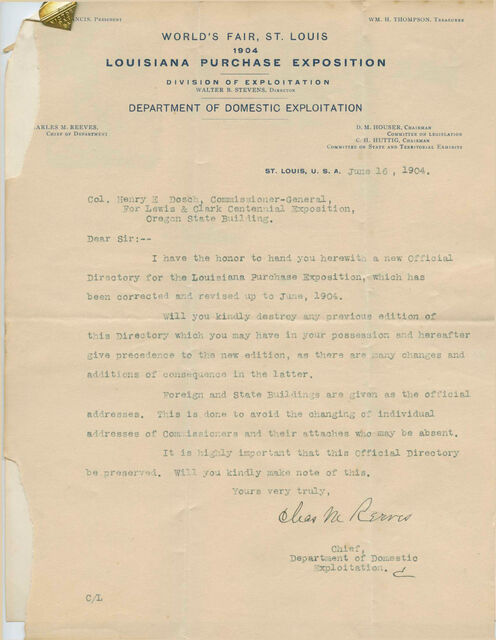 NCIS, President
WM. H. THOMPSON, Treasurer
WORLD'S FAIR, ST. LOUIS
1904
LOUISIANA PURCHASE EXPOSITION
DIVISION OF EXPLOITATION
WALTER B. STEVENS, Director
DEPARTMENT OF DOMESTIC EXPLOITATION
ARLES M. REEVES,
Chief of Department
D. M. HOUSER, Chairman
Committee on Legislation
C. H. HUTTIG, Chairman
Committee on State and Territorial Exhibits
ST. LOUIS, U. S. A. June 16, 1904.
Col. Henry E Dosch, Commissioner-General,
For Lewis & Clark Centennial Exposition,
Oregon State Building.
Dear Sir:--
I have the honor to hand you herewith a new Official
Directory for the Louisiana Purchase Exposition, which has
been corrected and revised up to June, 1904.
Will you kindly destroy any previous edition of
this Directory which you may have in your possession and hereafter
give precedence to the new edition, as there are many changes and
additions of consequence in the latter.
Foreign and State Buildings are given as the official
addresses. This is done to avoid the changing of individual
addresses of Commissioners and their attaches who may be absent.
It is highly important that this Official Directory
be preserved. Will you kindly make note of this.
Yours very truly,
Chas M Reeves
Chief,
Department of Domestic
Exploitation.
C/L